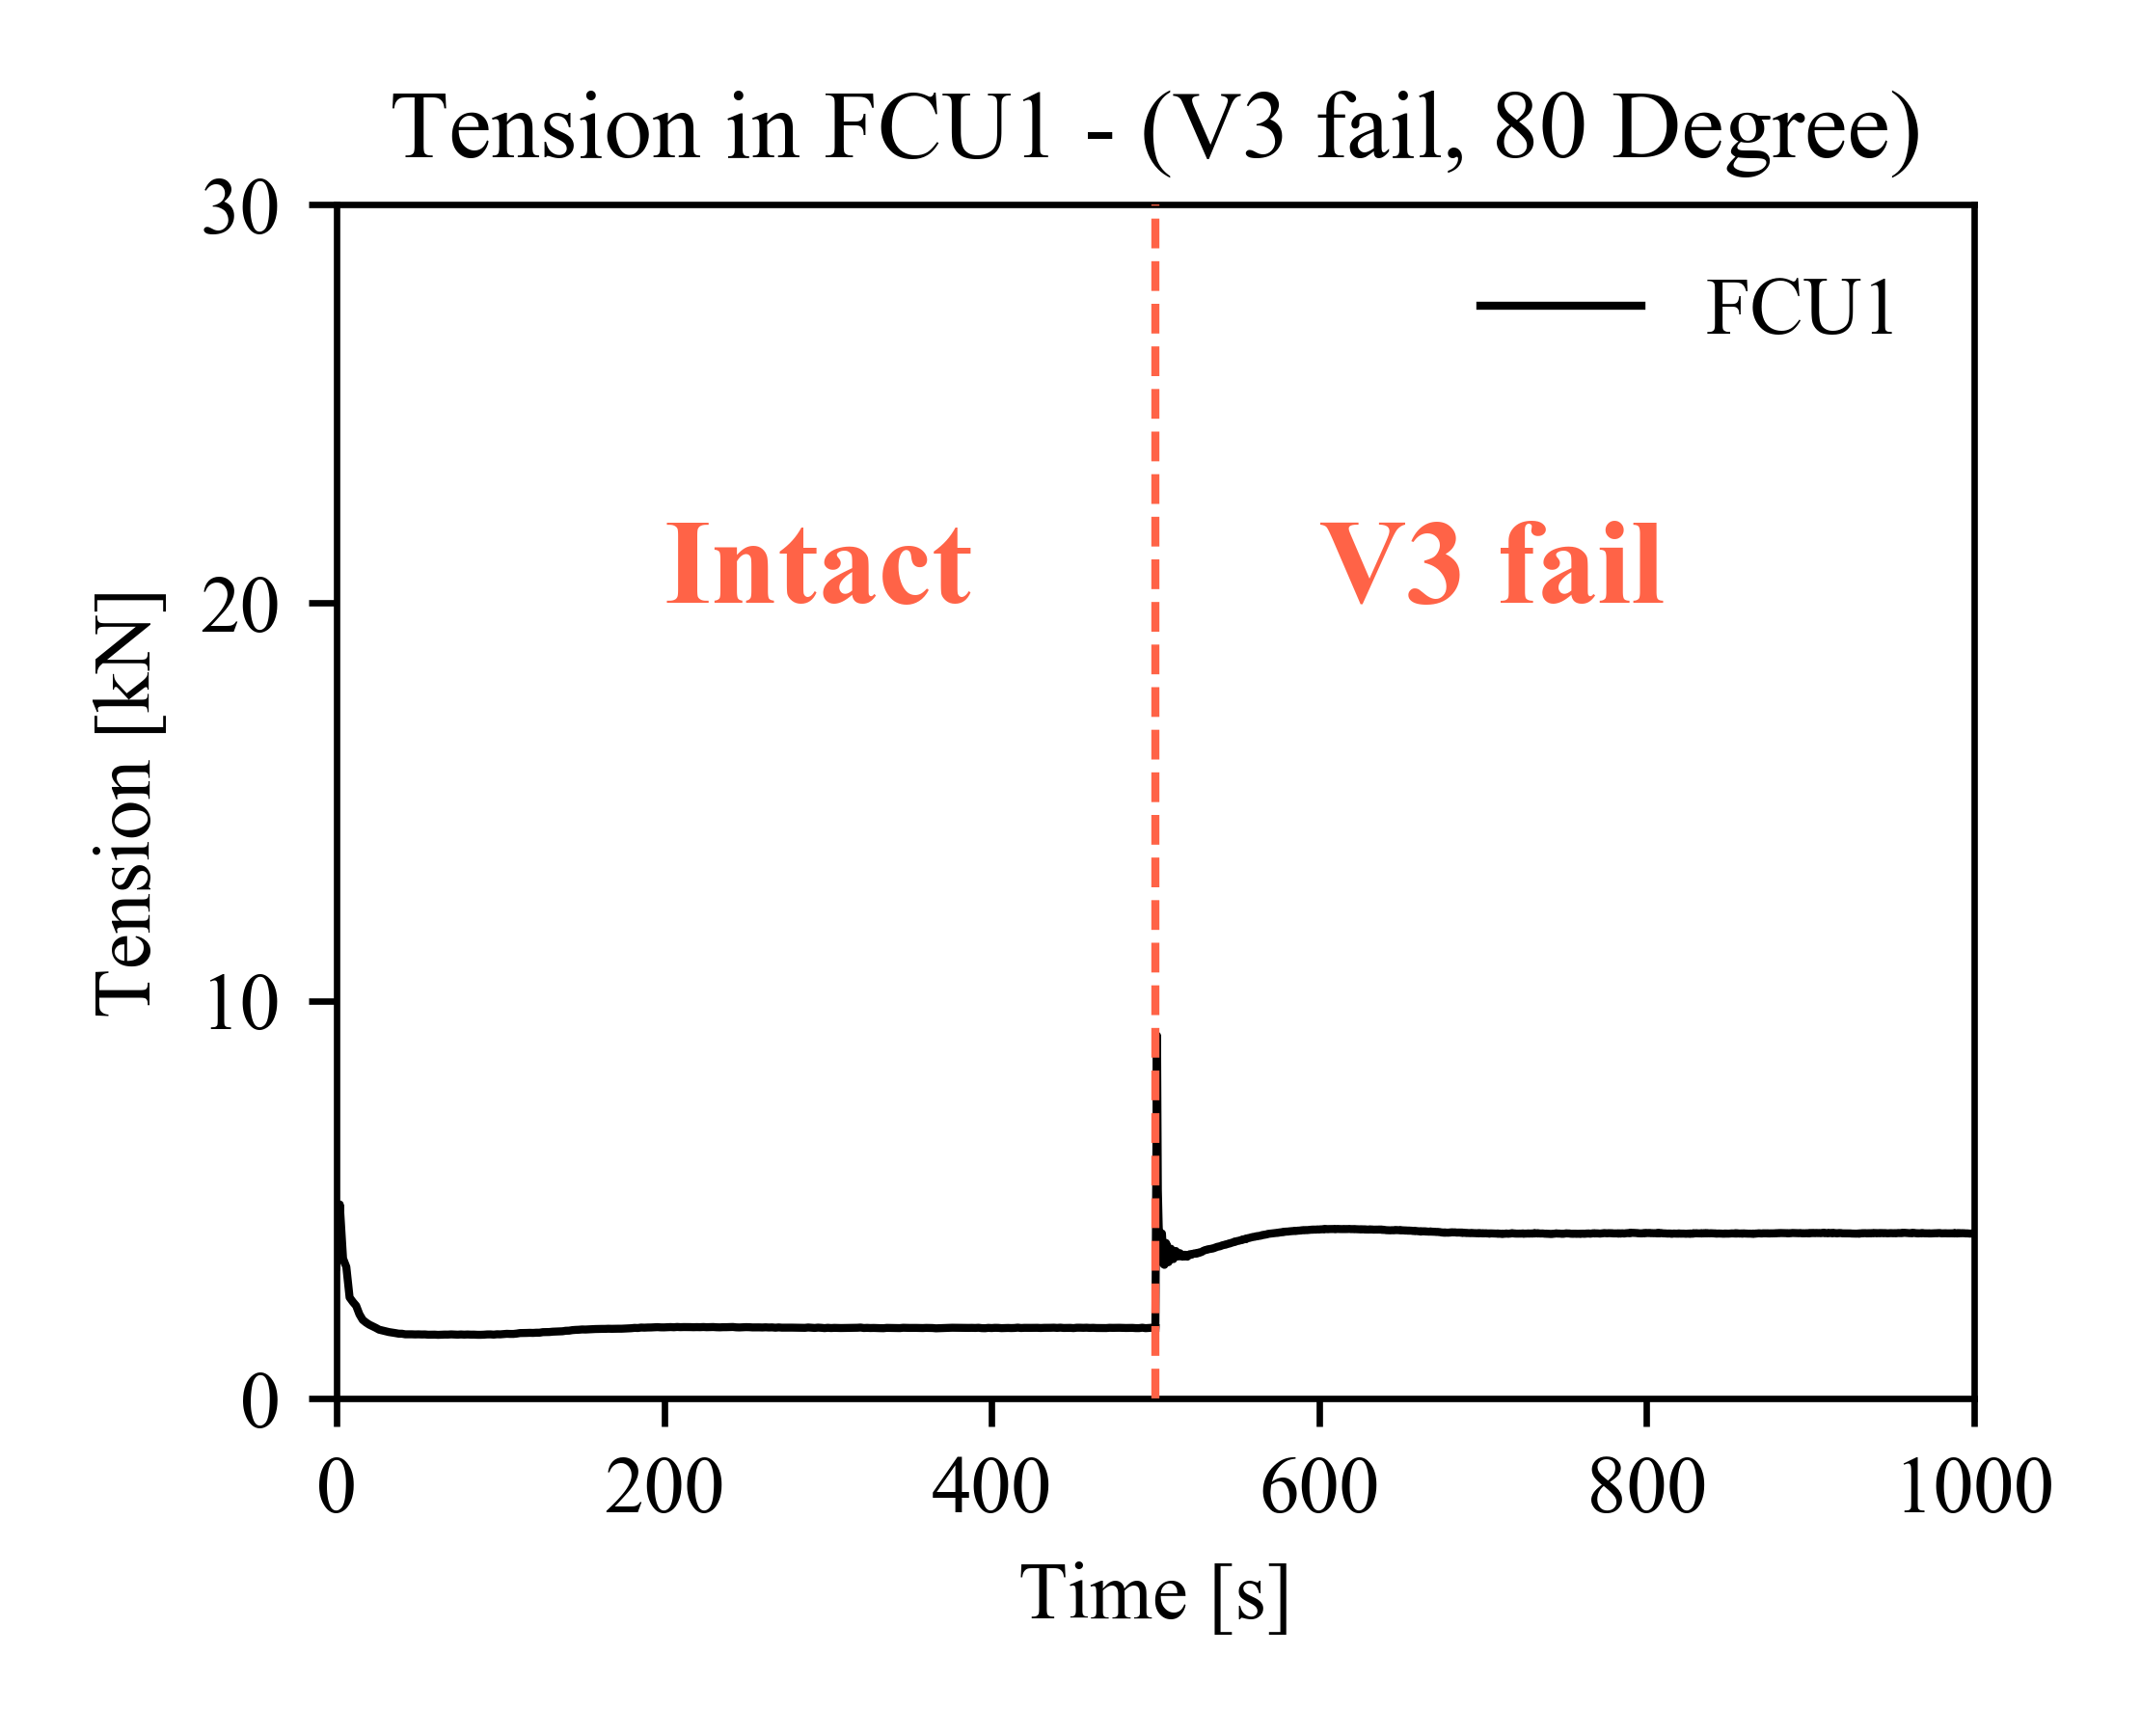 Tension in FCU1 - (V3 fail, 80 Degree)
30
FCU1
Intact
V3 fail
20
Tension [kN]
10
0
0 200 400 600 800 1000
Time [s]